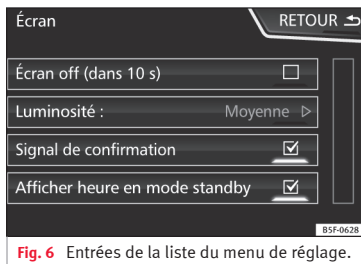 Écran
RETOUR
Écran off (dans 10 s)
Luminosité : Moyenne
Signal de confirmation
Afficher heure en mode standby
B5F-0628
Fig. 6 Entrées de la liste du menu de réglage.